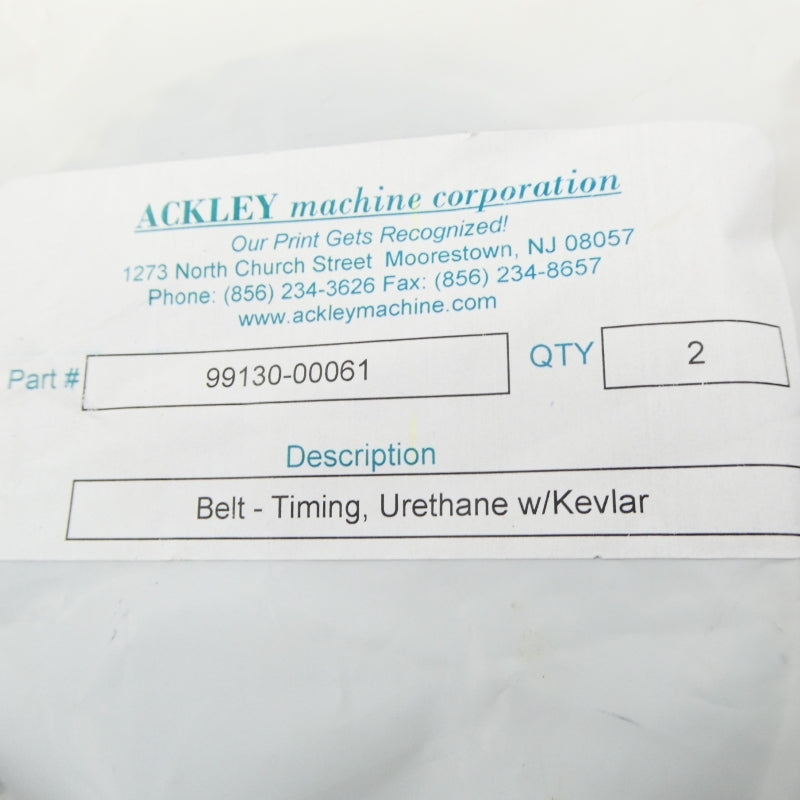 ACKLEY machine corporation
Our Print Gets Recognized!
1273 North Church Street Moorestown, NJ 08057
Phone: (856) 234-3626 Fax: (856) 234-8657
www.ackleymachine.com
Part # 99130-00061 QTY 2
Description
Belt - Timing, Urethane w/Kevlar